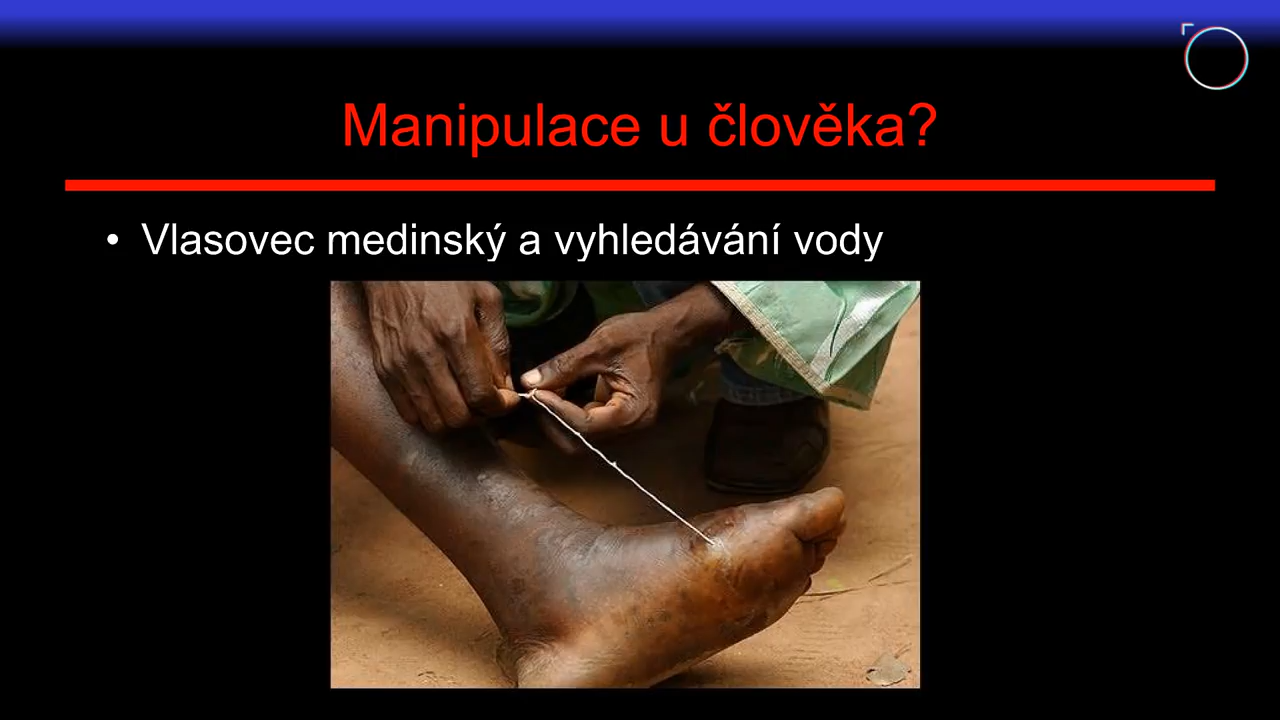 Manipulace u člověka?
• Vlasovec medinský a vyhledávání vody